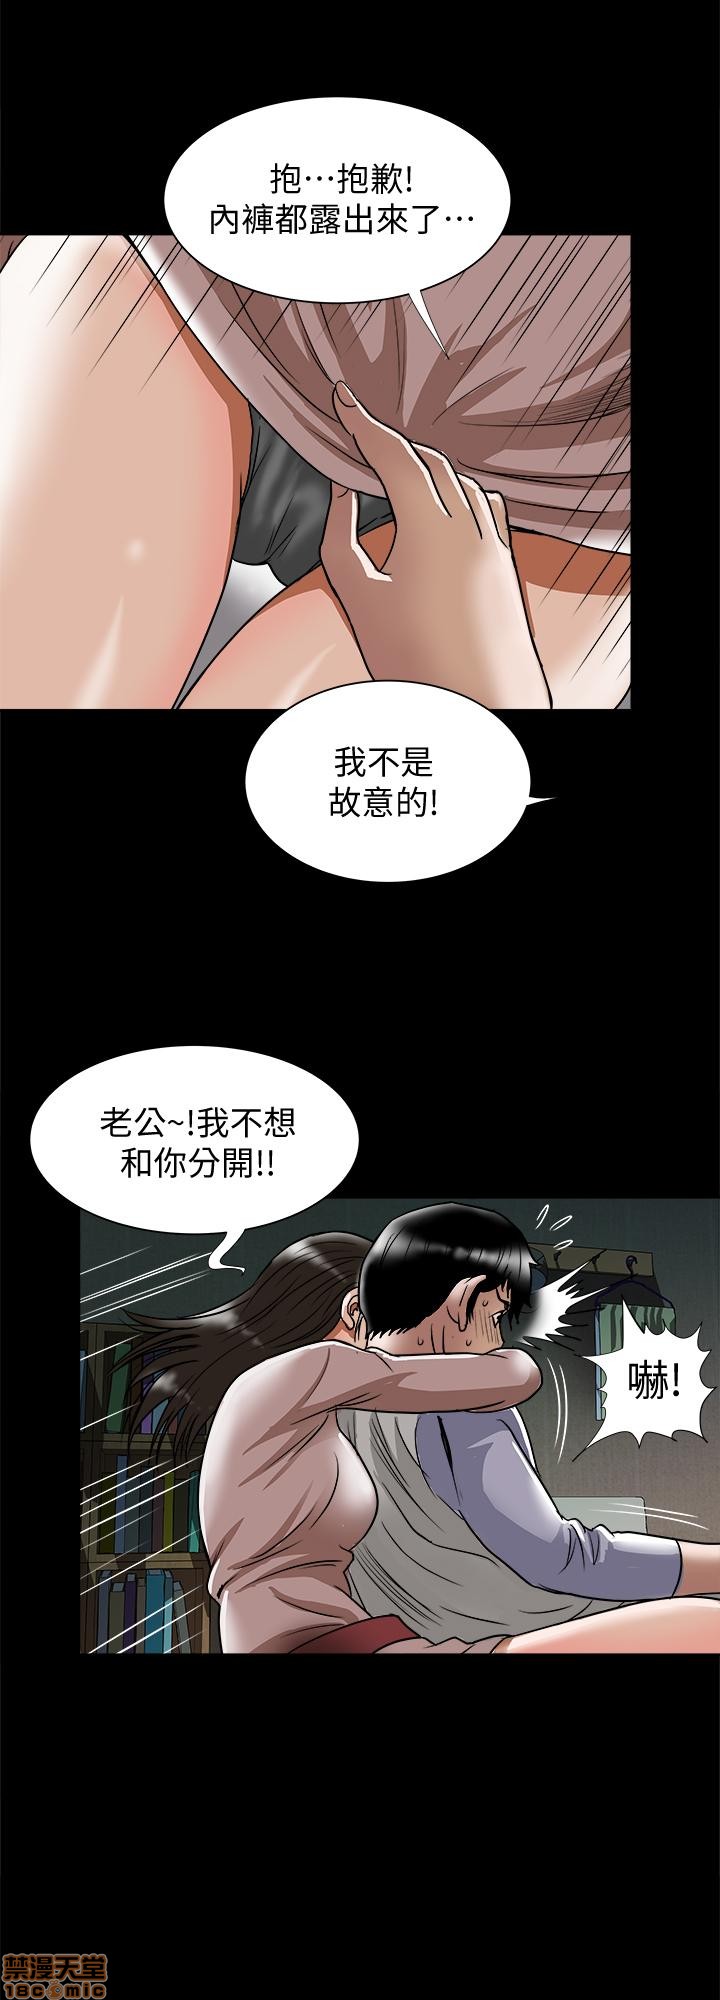 抱⋯抱歉!
內褲都露出來了⋯
我不是
故意的!
老公~!我不想
和你分開!!
嚇!
禁漫天堂
18comic